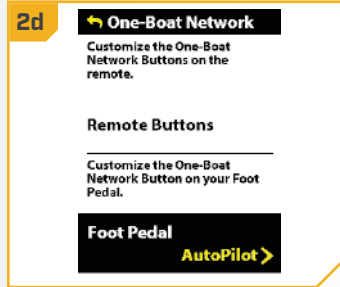 2d
One-Boat Network
Customize the One-Boat
Network Buttons on the
remote.
Remote Buttons
Customize the One-Boat
Network Button on your Foot
Pedal.
Foot Pedal
AutoPilot